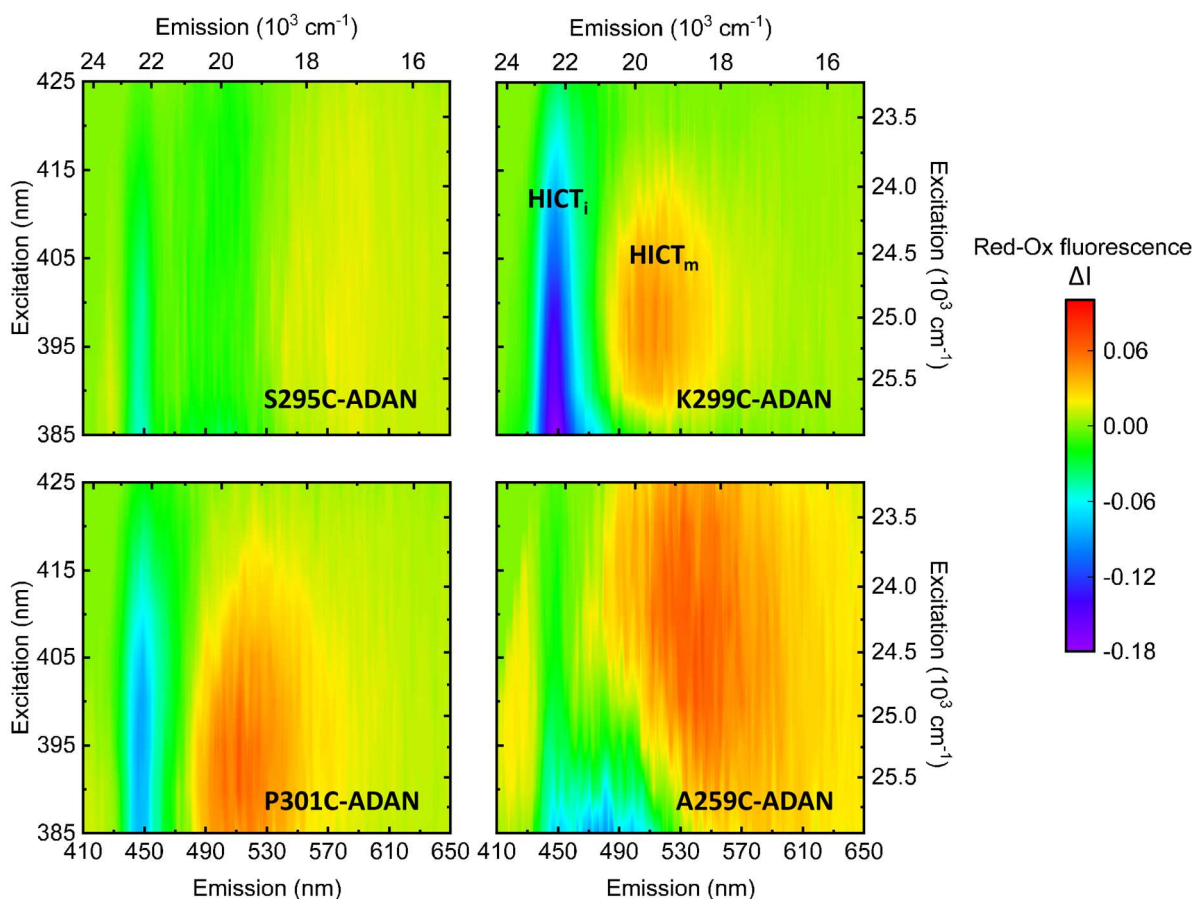 Emission (10³ cm⁻¹)
Emission (10³ cm⁻¹)
24 22 20 18 16
24 22 20 18 16
425
415
405
395
385
Excitation (nm)
S295C-ADAN
HICTᵢ
HICTₘ
K299C-ADAN
23.5
24.0
24.5
25.0
25.5
Excitation (10³ cm⁻¹)
Red-Ox fluorescence
ΔI
0.06
0.00
-0.06
-0.12
-0.18
425
415
405
395
385
Excitation (nm)
P301C-ADAN
A259C-ADAN
23.5
24.0
24.5
25.0
25.5
Excitation (10³ cm⁻¹)
410 450 490 530 570 610 650
410 450 490 530 570 610 650
Emission (nm)
Emission (nm)